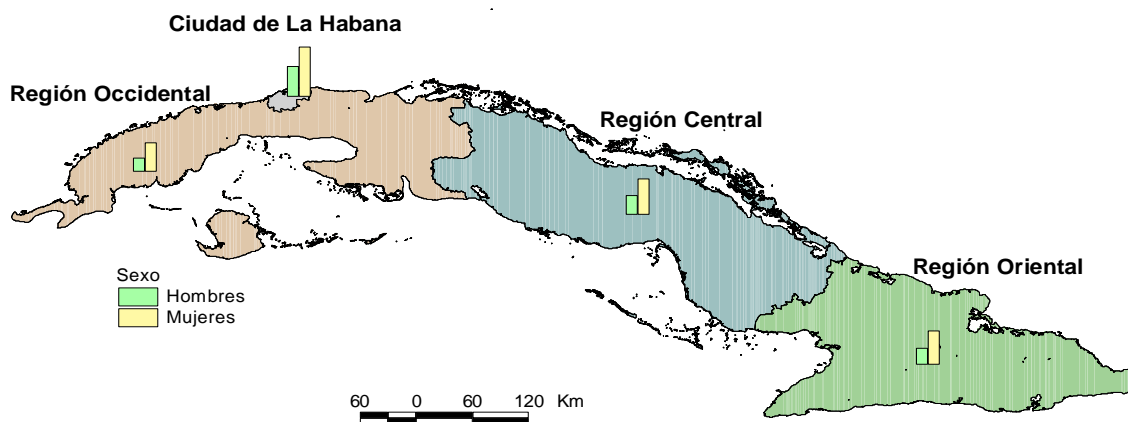 Ciudad de La Habana
Región Occidental
Región Central
Región Oriental
Sexo
Hombres
Mujeres
60 0 60 120 Km